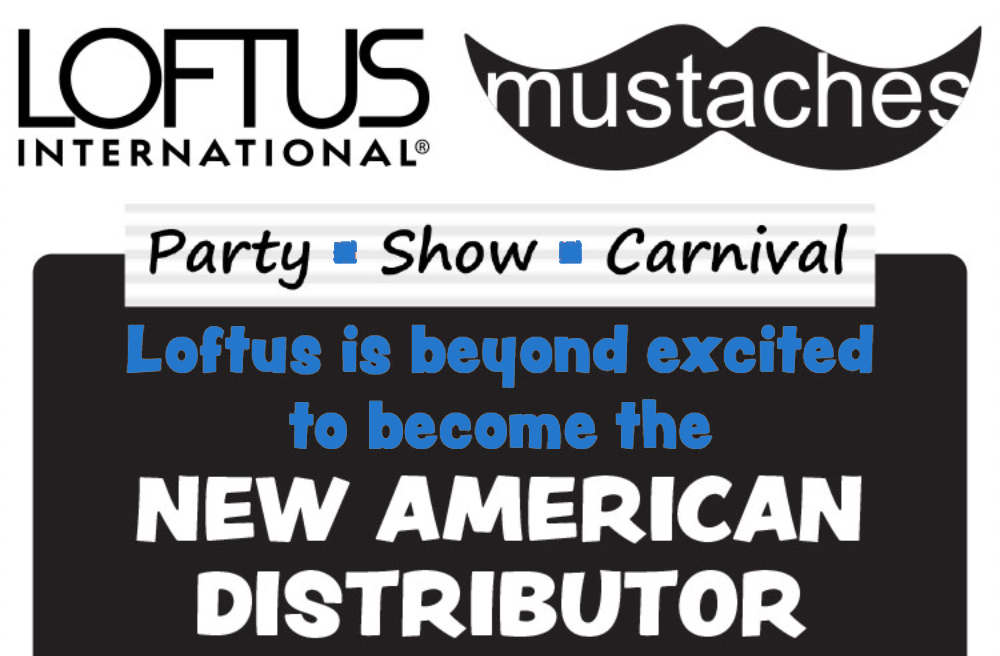 LOFTUS
INTERNATIONAL®
mustaches
Party ▪ Show ▪ Carnival
Loftus is beyond excited
to become the
NEW AMERICAN
DISTRIBUTOR